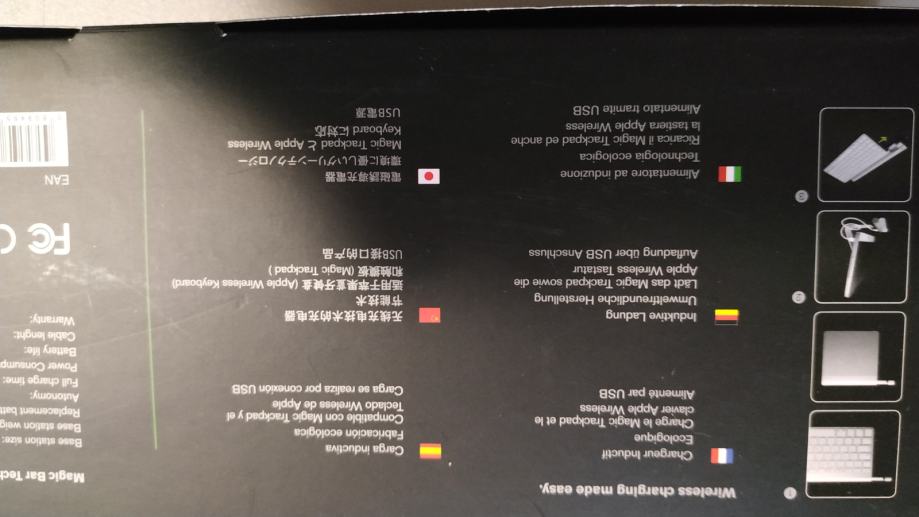 Wireless charging made easy.
1
2
3
Chargeur Inductif
Ecologique
Charge le Magic Trackpad et le
clavier Apple Wireless
Alimenté par USB
Induktive Ladung
Umweltfreundliche Herstellung
Lädt das Magic Trackpad sowie die
Apple Wireless Tastatur
Aufladung über USB Anschluss
Alimentatore ad induzione
Technologia ecologica
Ricarica il Magic Trackpad ed anche
la tastiera Apple Wireless
Alimentato tramite USB
Carga inductiva
Fabricación ecológica
Compatible con Magic Trackpad y el
Teclado Wireless de Apple
Carga se realiza por conexión USB
无线充电技术的充电器
节能技术
适用于苹果蓝牙键盘 (Apple Wireless Keyboard)
和触摸板 (Magic Trackpad )
USB接口的产品
電磁誘導充電器
環境に優しいグリーンテクノロジー
Magic Trackpad と Apple Wireless
Keyboard に対応
USB電源
Magic Bar Tech
Base station size:
Base station weig
Replacement batt
Autonomy:
Full charge time:
Power Consump
Battery life:
Cable lenght:
Warranty:
FC
EAN